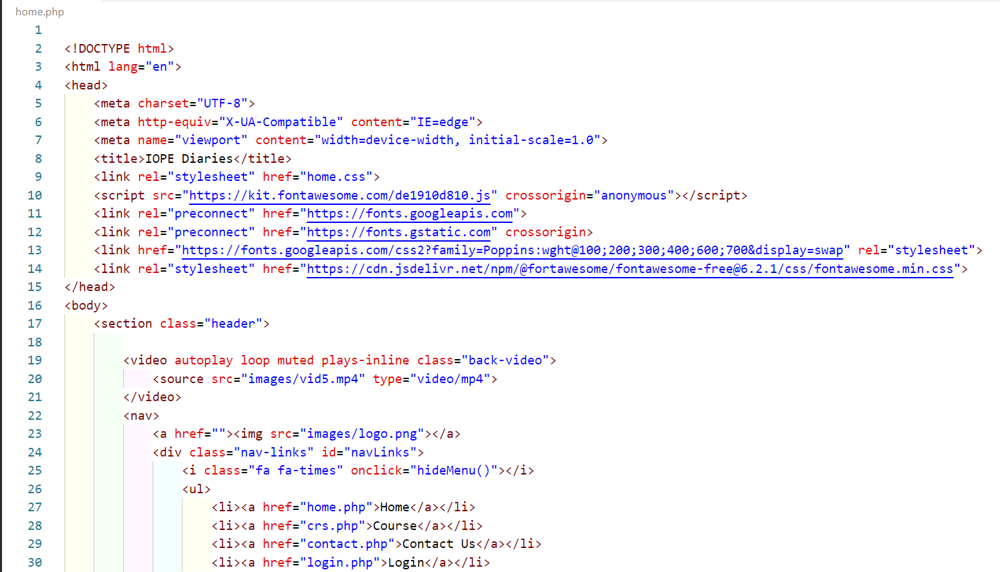 home.php
1
2 <!DOCTYPE html>
3 <html lang="en">
4 <head>
5     <meta charset="UTF-8">
6     <meta http-equiv="X-UA-Compatible" content="IE=edge">
7     <meta name="viewport" content="width=device-width, initial-scale=1.0">
8     <title>IOPE Diaries</title>
9     <link rel="stylesheet" href="home.css">
10     <script src="https://kit.fontawesome.com/de1910d810.js" crossorigin="anonymous"></script>
11     <link rel="preconnect" href="https://fonts.googleapis.com">
12     <link rel="preconnect" href="https://fonts.gstatic.com" crossorigin>
13     <link href="https://fonts.googleapis.com/css2?family=Poppins:wght@100;200;300;400;600;700&display=swap" rel="stylesheet">
14     <link rel="stylesheet" href="https://cdn.jsdelivr.net/npm/@fortawesome/fontawesome-free@6.2.1/css/fontawesome.min.css">
15 </head>
16 <body>
17     <section class="header">
18
19         <video autoplay loop muted plays-inline class="back-video">
20             <source src="images/vid5.mp4" type="video/mp4">
21         </video>
22         <nav>
23             <a href=""><img src="images/logo.png"></a>
24             <div class="nav-links" id="navLinks">
25                 <i class="fa fa-times" onclick="hideMenu()"></i>
26                 <ul>
27                     <li><a href="home.php">Home</a></li>
28                     <li><a href="crs.php">Course</a></li>
29                     <li><a href="contact.php">Contact Us</a></li>
30                     <li><a href="login.php">Login</a></li>